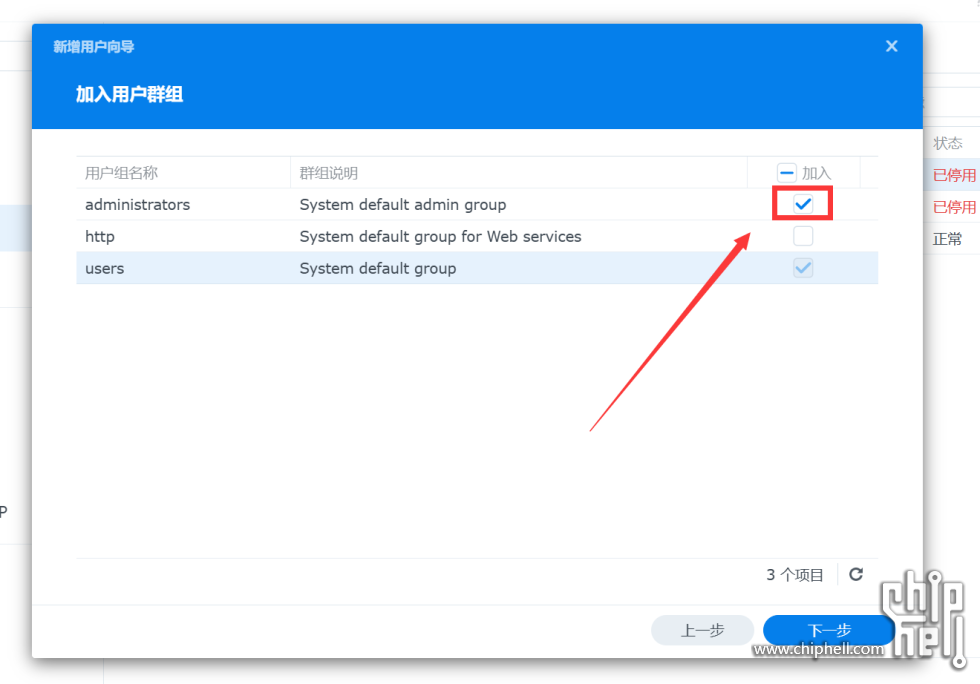 新增用户向导
加入用户群组
用户组名称 群组说明 加入
administrators System default admin group
http System default group for Web services
users System default group
3 个项目
上一步 下一步
状态
已停用
已停用
正常
P
chiphell
www.chiphell.com